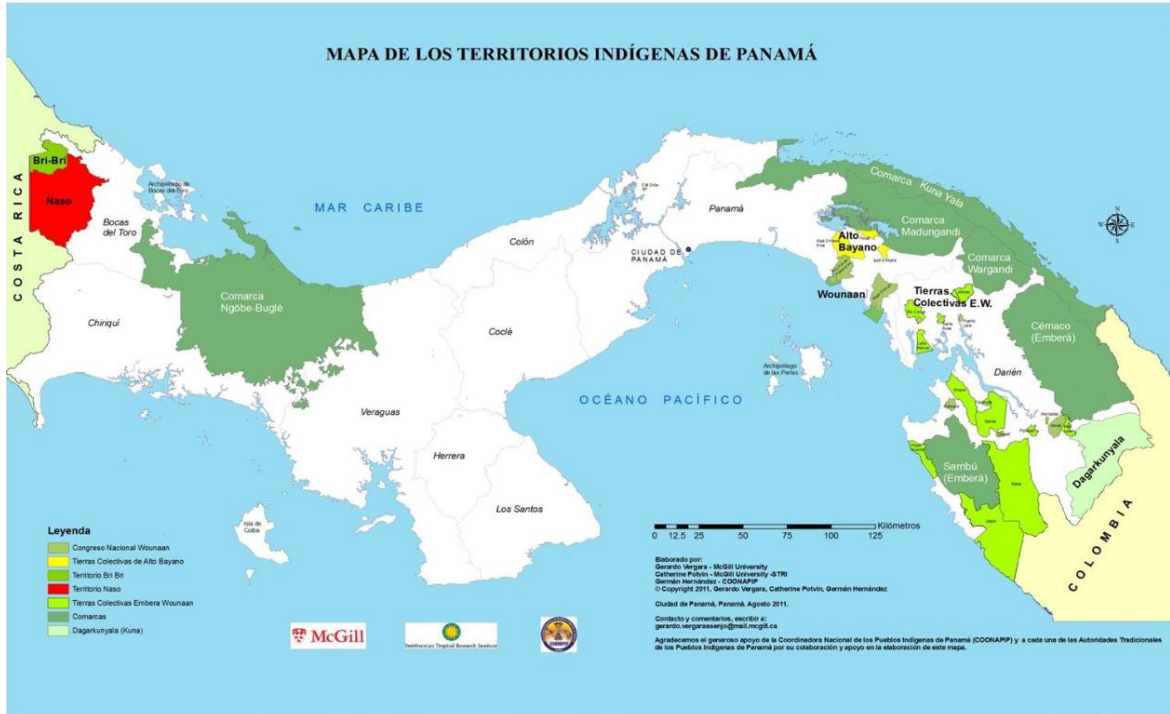 MAPA DE LOS TERRITORIOS INDÍGENAS DE PANAMÁ
COSTA RICA
Bri-Bri
Naso
Bocas
del Toro
Archipiélago de
Bocas del Toro
MAR CARIBE
Comarca
Ngöbe-Buglé
Chiriquí
Veraguas
Isla de
Coiba
Herrera
Los Santos
Coclé
Colón
CIUDAD DE
PANAMÁ
Panamá
Comarca Kuna Yala
Comarca
Madungandi
Alto
Bayano
Comarca
Wargandi
Wounaan
Tierras
Colectivas E.W.
Cémaco
(Emberá)
Archipiélago
de las Perlas
Darién
OCÉANO PACÍFICO
Sambú
(Emberá)
Dagarkunyala
COLOMBIA
Leyenda
Congreso Nacional Wounaan
Tierras Colectivas de Alto Bayano
Territorio Bri Bri
Territorio Naso
Tierras Colectivas Embera Wounaan
Comarcas
Dagarkunyala (Kuna)
McGill
Smithsonian Tropical Research Institute
0 12.5 25 50 75 100 125 Kilómetros
Elaborado por:
Gerardo Vergara - McGill University
Catherine Potvin - McGill University -STRI
Germán Hernández - COONAPIP
© Copyright 2011, Gerardo Vergara, Catherine Potvin, Germán Hernández
Ciudad de Panamá, Panamá. Agosto 2011.
Contacto y comentarios, escribir a:
gerardo.vergaraasenjo@mail.mcgill.ca
Agradecemos el generoso apoyo de la Coordinadora Nacional de los Pueblos Indigenas de Panamá (COONAPIP) y a cada una de las Autoridades Tradicionales
de los Pueblos Indigenas de Panamá por su colaboración y apoyo en la elaboración de este mapa.